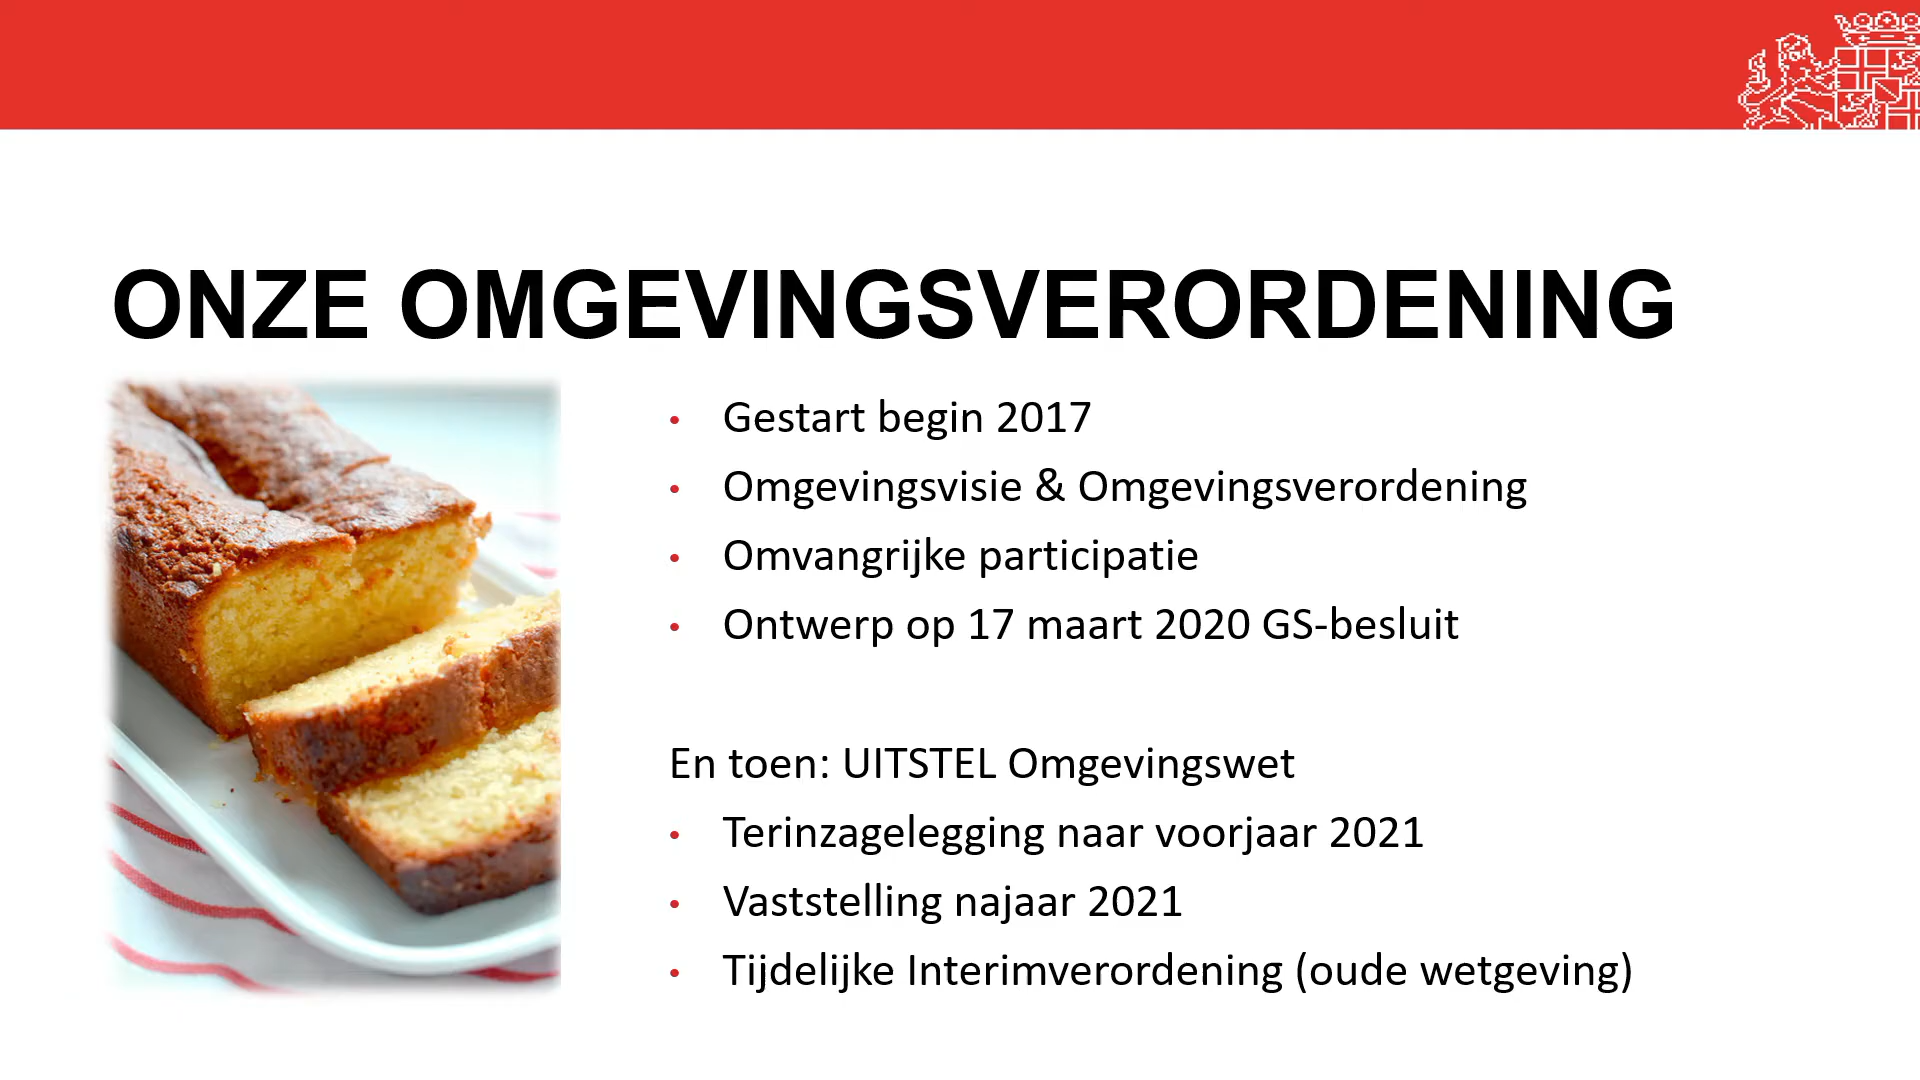 ONZE OMGEVINGSVERORDENING
• Gestart begin 2017
• Omgevingsvisie & Omgevingsverordening
• Omvangrijke participatie
• Ontwerp op 17 maart 2020 GS-besluit
En toen: UITSTEL Omgevingswet
• Terinzagelegging naar voorjaar 2021
• Vaststelling najaar 2021
• Tijdelijke Interimverordening (oude wetgeving)